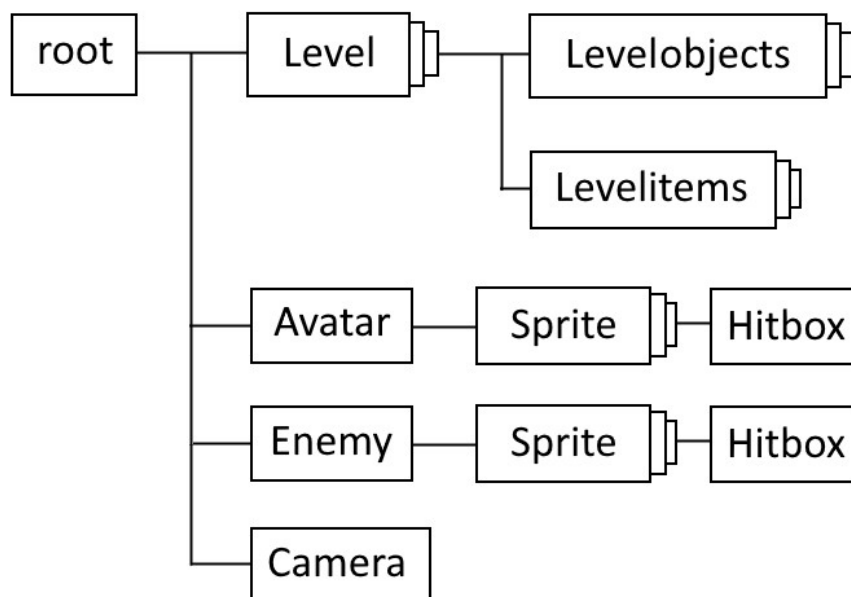 root
Level
Levelobjects
Levelitems
Avatar
Sprite
Hitbox
Enemy
Sprite
Hitbox
Camera